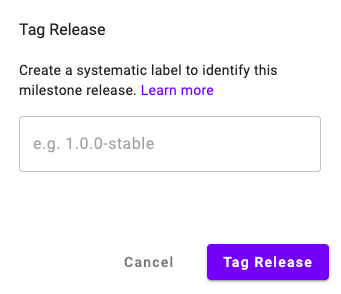 Tag Release
Create a systematic label to identify this
milestone release. Learn more
e.g. 1.0.0-stable
Cancel
Tag Release